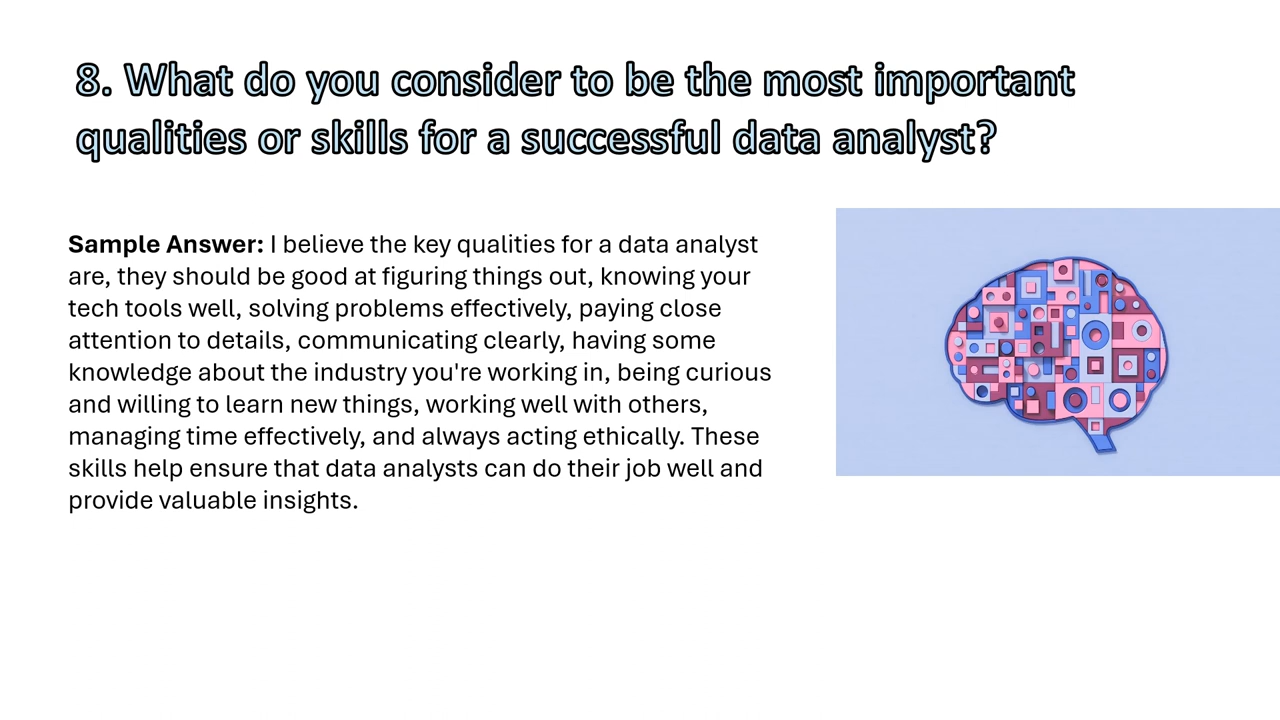 8. What do you consider to be the most important
qualities or skills for a successful data analyst?
Sample Answer: I believe the key qualities for a data analyst
are, they should be good at figuring things out, knowing your
tech tools well, solving problems effectively, paying close
attention to details, communicating clearly, having some
knowledge about the industry you're working in, being curious
and willing to learn new things, working well with others,
managing time effectively, and always acting ethically. These
skills help ensure that data analysts can do their job well and
provide valuable insights.